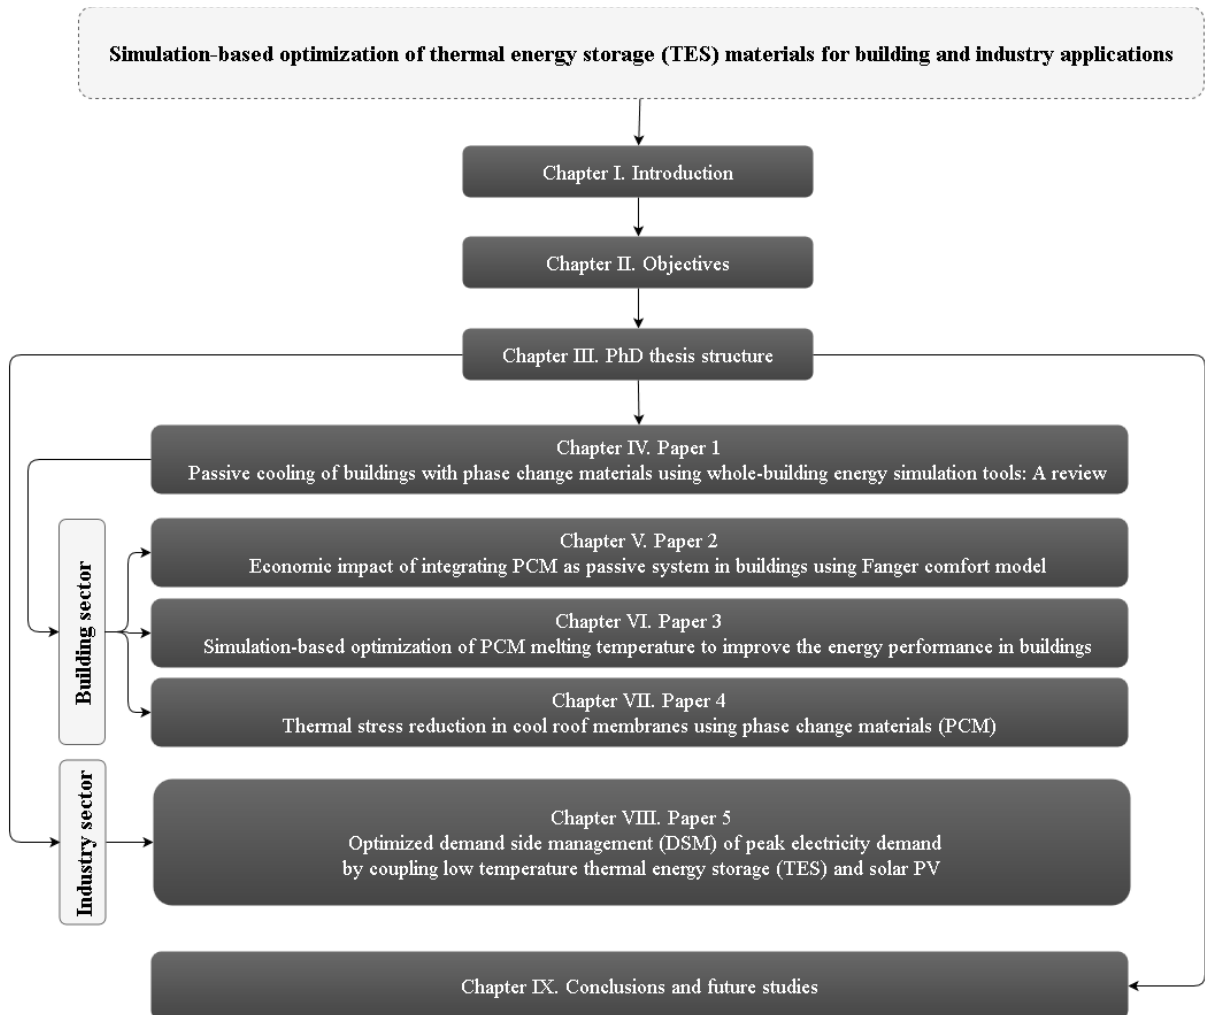 Simulation-based optimization of thermal energy storage (TES) materials for building and industry applications
Chapter I. Introduction
Chapter II. Objectives
Chapter III. PhD thesis structure
Chapter IV. Paper 1
Passive cooling of buildings with phase change materials using whole-building energy simulation tools: A review
Building sector
Chapter V. Paper 2
Economic impact of integrating PCM as passive system in buildings using Fanger comfort model
Chapter VI. Paper 3
Simulation-based optimization of PCM melting temperature to improve the energy performance in buildings
Chapter VII. Paper 4
Thermal stress reduction in cool roof membranes using phase change materials (PCM)
Industry sector
Chapter VIII. Paper 5
Optimized demand side management (DSM) of peak electricity demand
by coupling low temperature thermal energy storage (TES) and solar PV
Chapter IX. Conclusions and future studies